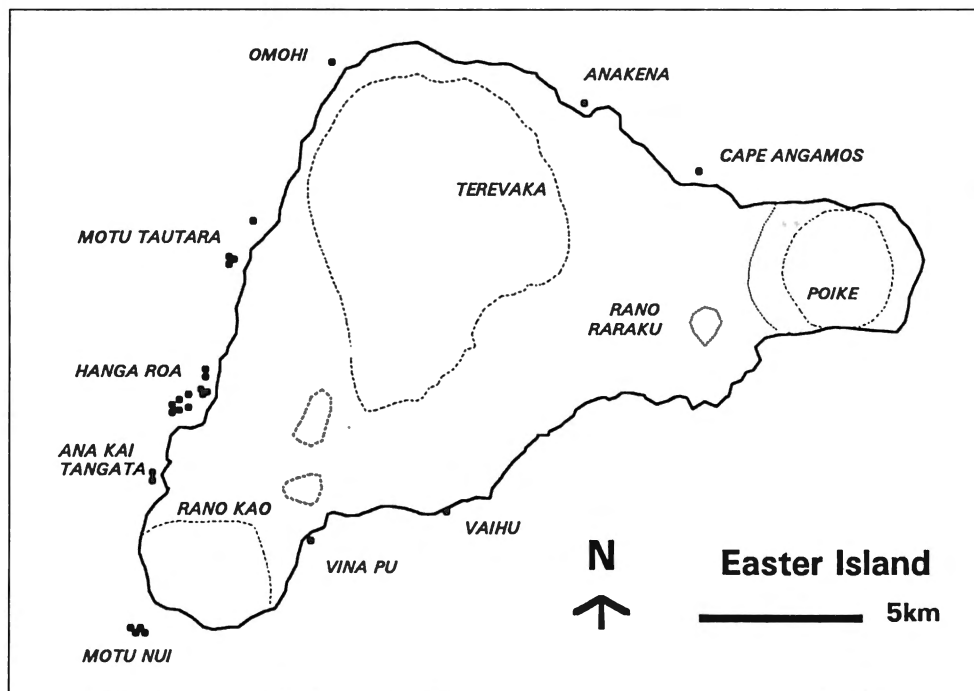 OMOHI
ANAKENA
CAPE ANGAMOS
TEREVAKA
MOTU TAUTARA
POIKE
RANO
RARAKU
HANGA ROA
ANA KAI
TANGATA
RANO KAO
VAIHU
VINA PU
N
Easter Island
5km
MOTU NUI